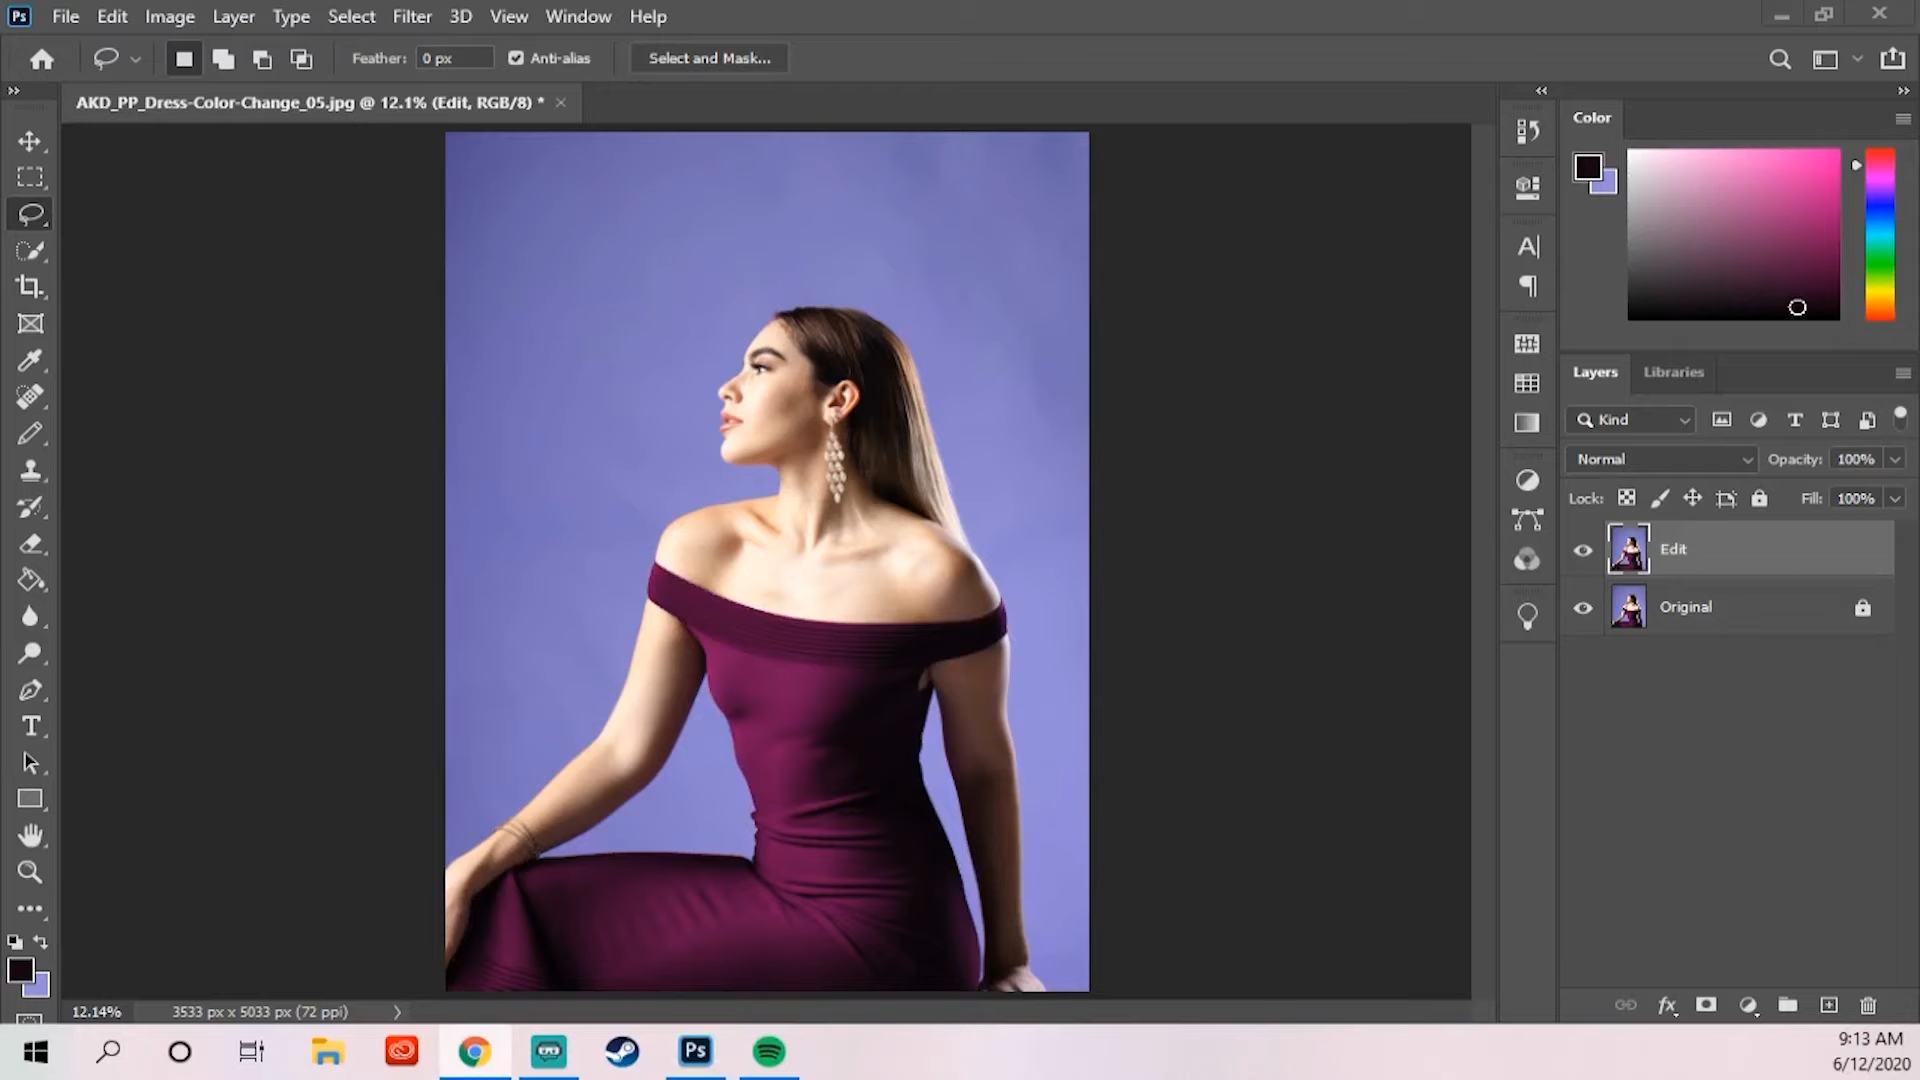 Ps File Edit Image Layer Type Select Filter 3D View Window Help
Feather: 0 px Anti-alias Select and Mask...
AKD_PP_Dress-Color-Change_05.jpg @ 12.1% (Edit, RGB/8) *
Color
Layers Libraries
Kind
Normal Opacity: 100%
Lock: Fill: 100%
Edit
Original
12.14% 3533 px x 5033 px (72 ppi)
Ps
9:13 AM
6/12/2020